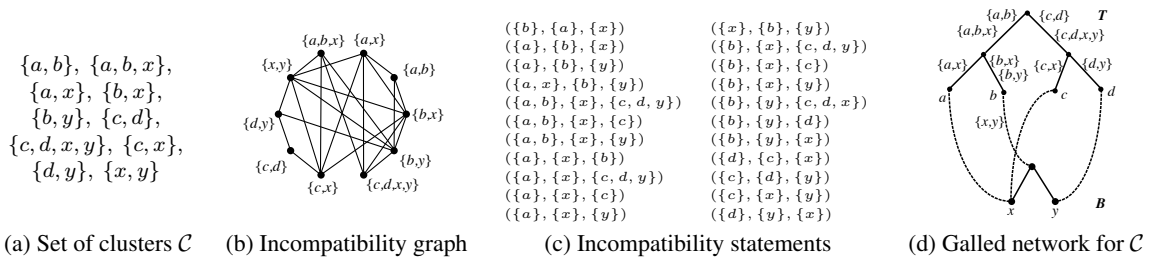 {a, b}, {a, b, x},
{a, x}, {b, x},
{b, y}, {c, d},
{c, d, x, y}, {c, x},
{d, y}, {x, y}
(a) Set of clusters 𝒞
{a,b,x}
{a,x}
{x,y}
{a,b}
{d,y}
{b,x}
{c,d}
{b,y}
{c,x}
{c,d,x,y}
(b) Incompatibility graph
({b}, {a}, {x})
({a}, {b}, {x})
({a}, {b}, {y})
({a, x}, {b}, {y})
({a, b}, {x}, {c, d, y})
({a, b}, {x}, {c})
({a, b}, {x}, {y})
({a}, {x}, {b})
({a}, {x}, {c, d, y})
({a}, {x}, {c})
({a}, {x}, {y})
({x}, {b}, {y})
({b}, {x}, {c, d, y})
({b}, {x}, {c})
({b}, {x}, {y})
({b}, {y}, {c, d, x})
({b}, {y}, {d})
({b}, {y}, {x})
({d}, {c}, {x})
({c}, {d}, {y})
({c}, {x}, {y})
({d}, {y}, {x})
(c) Incompatibility statements
{a,b}
{c,d}
T
{a,b,x}
{c,d,x,y}
{a,x}
{b,x}
{b,y}
{c,x}
{d,y}
a
b
c
d
{x,y}
x
y
B
(d) Galled network for 𝒞